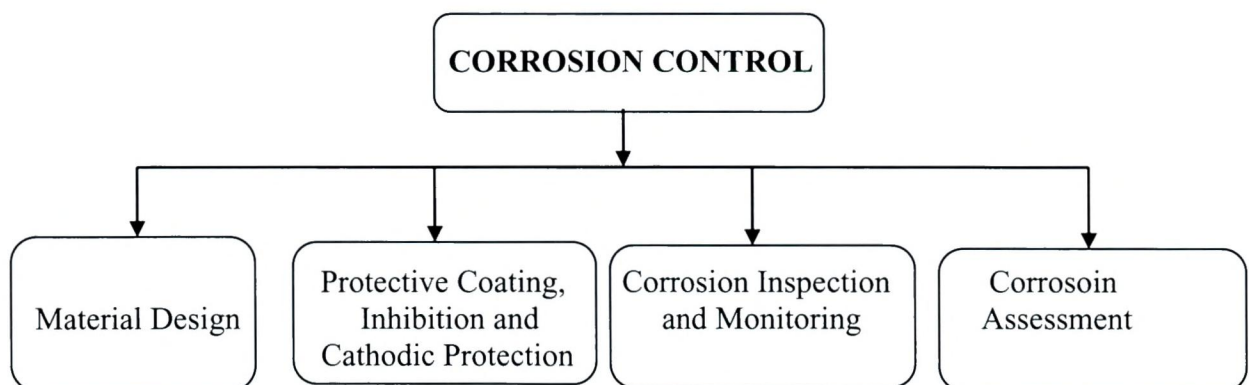 CORROSION CONTROL
Material Design
Protective Coating,
Inhibition and
Cathodic Protection
Corrosion Inspection
and Monitoring
Corrosoin
Assessment